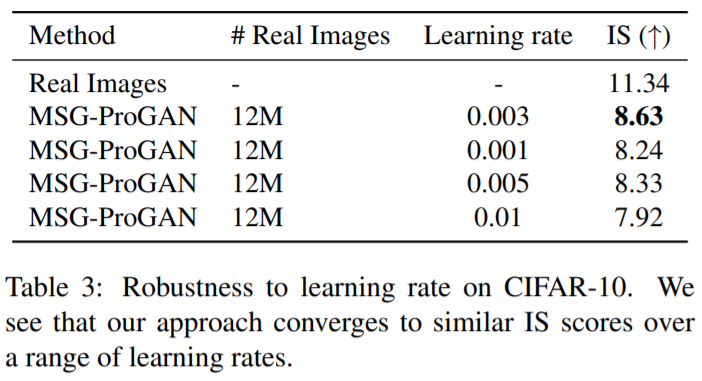 Method # Real Images Learning rate IS (↑)
Real Images - - 11.34
MSG-ProGAN 12M 0.003 8.63
MSG-ProGAN 12M 0.001 8.24
MSG-ProGAN 12M 0.005 8.33
MSG-ProGAN 12M 0.01 7.92
Table 3: Robustness to learning rate on CIFAR-10. We
see that our approach converges to similar IS scores over
a range of learning rates.